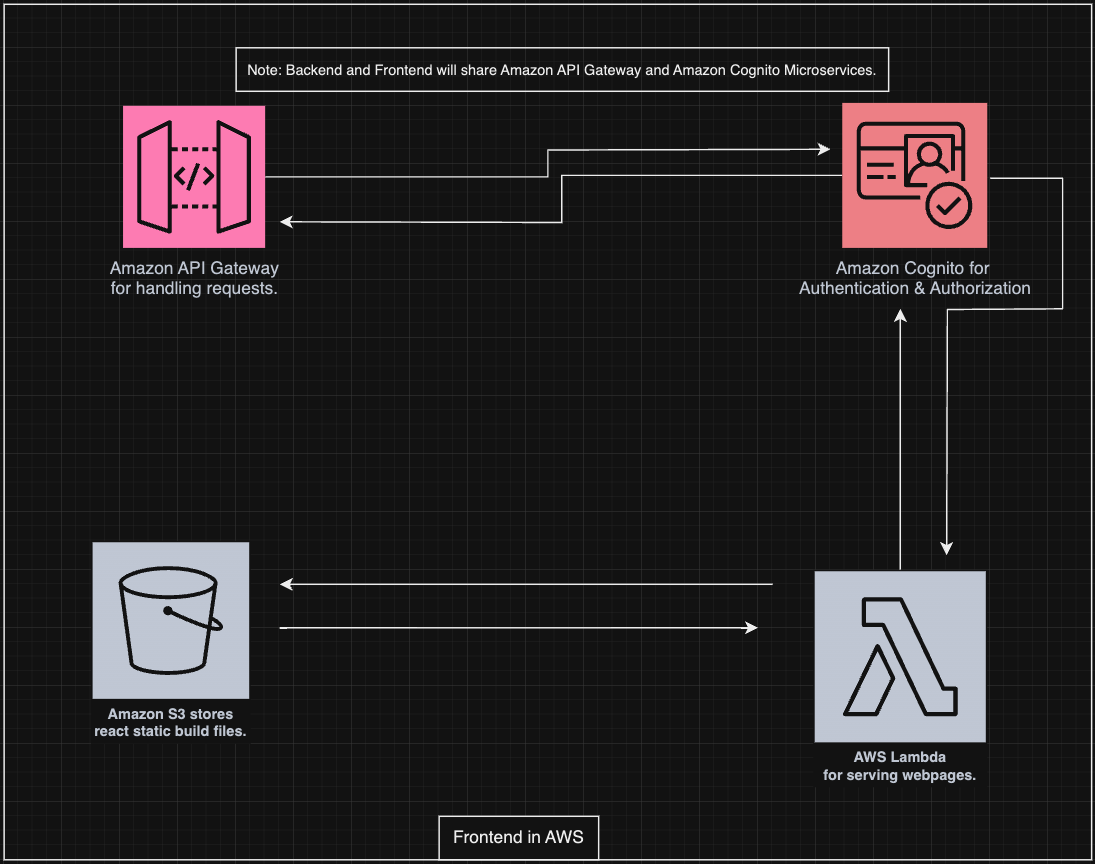 Note: Backend and Frontend will share Amazon API Gateway and Amazon Cognito Microservices.
</>
Amazon API Gateway
for handling requests.
Amazon Cognito for
Authentication & Authorization
Amazon S3 stores
react static build files.
AWS Lambda
for serving webpages.
Frontend in AWS